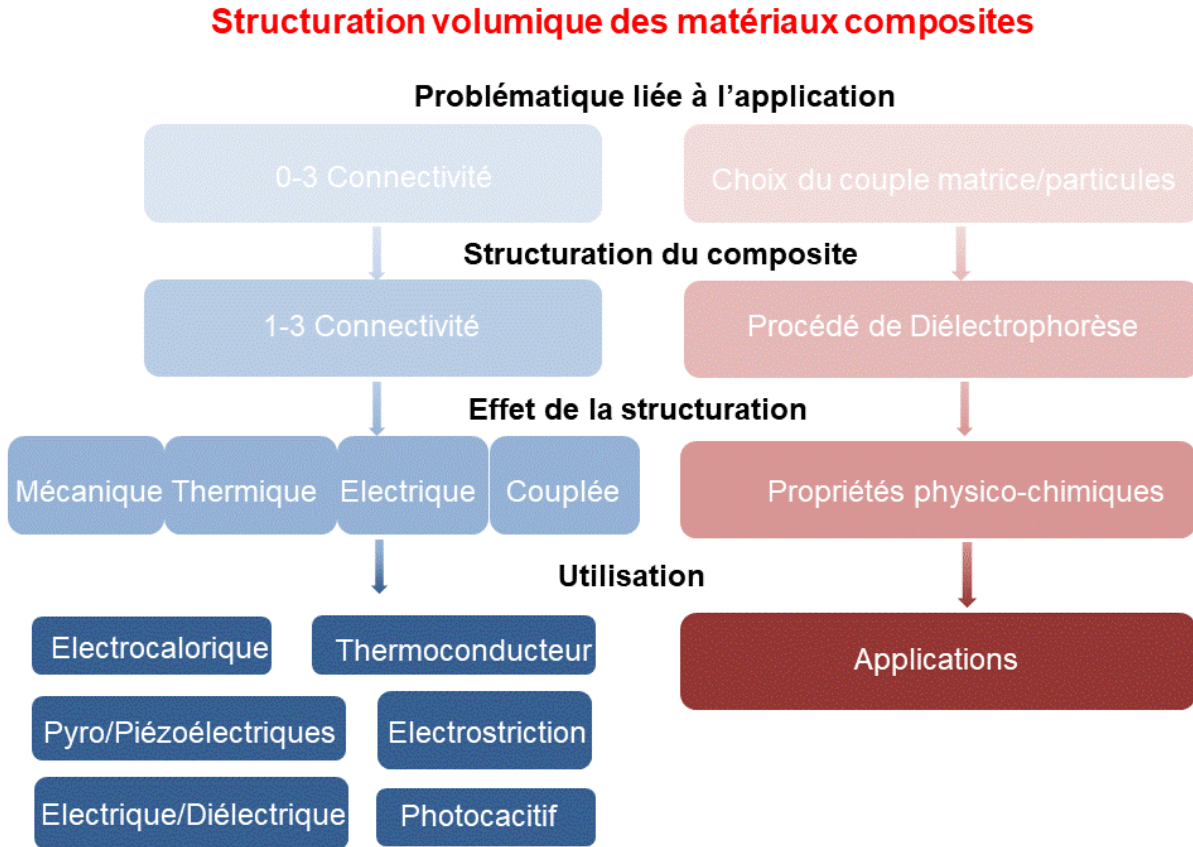 Structuration volumique des matériaux composites
Problématique liée à l'application
0-3 Connectivité
Choix du couple matrice/particules
Structuration du composite
1-3 Connectivité
Procédé de Diélectrophorèse
Effet de la structuration
Mécanique
Thermique
Electrique
Couplée
Propriétés physico-chimiques
Utilisation
Electrocalorique
Thermoconducteur
Applications
Pyro/Piézoélectriques
Electrostriction
Electrique/Diélectrique
Photocacitif